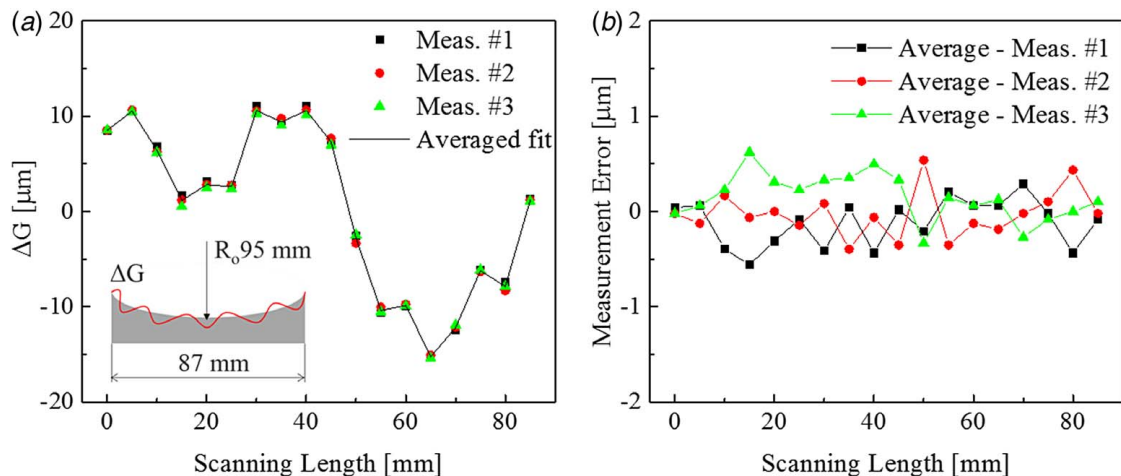 (a)
20
10
0
-10
-20
ΔG [μm]
Meas. #1
Meas. #2
Meas. #3
Averaged fit
Rₒ95 mm
ΔG
87 mm
0
20
40
60
80
Scanning Length [mm]
(b)
2
1
0
-1
-2
Measurement Error [μm]
Average - Meas. #1
Average - Meas. #2
Average - Meas. #3
0
20
40
60
80
Scanning Length [mm]